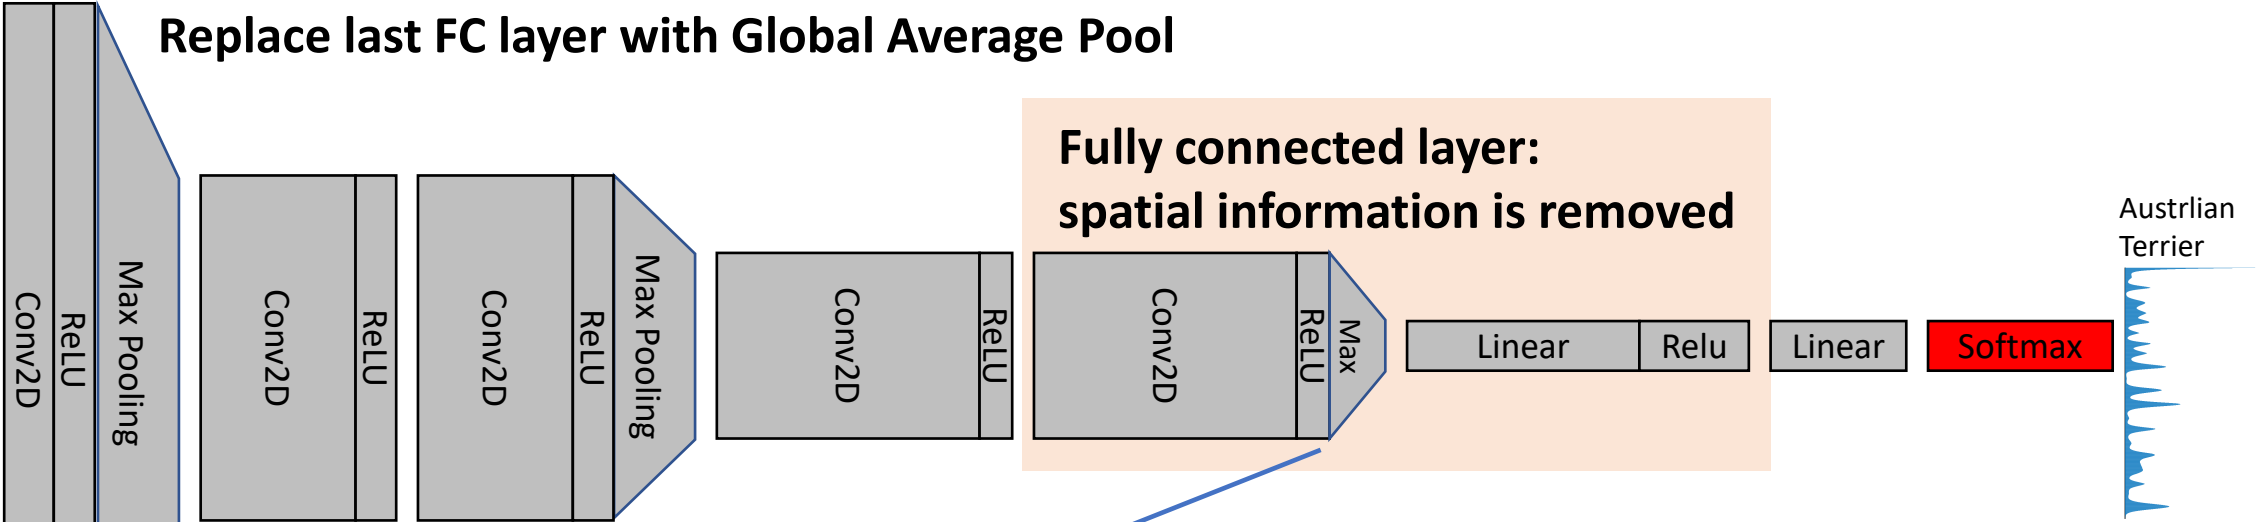 Replace last FC layer with Global Average Pool
Fully connected layer:
spatial information is removed
Austrlian
Terrier
Conv2D
ReLU
Max Pooling
Conv2D
ReLU
Conv2D
ReLU
Max Pooling
Conv2D
ReLU
Conv2D
ReLU
Max
Linear
Relu
Linear
Softmax